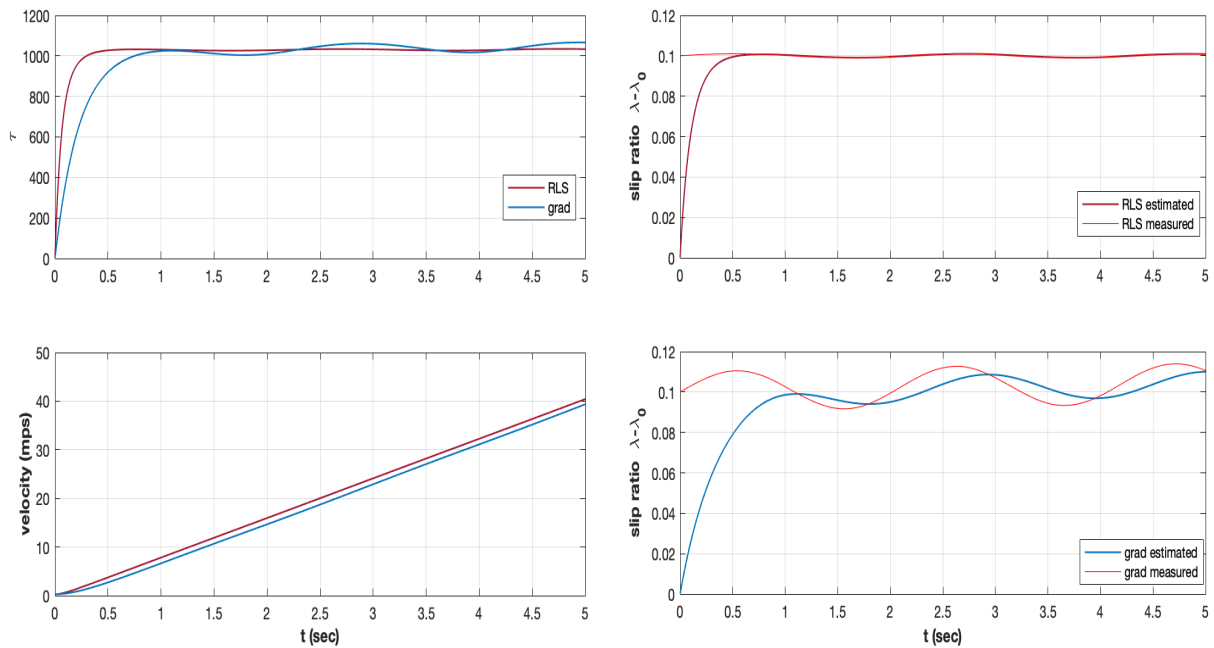 1200
1000
800
600
400
200
0
τ
RLS
grad
0 0.5 1 1.5 2 2.5 3 3.5 4 4.5 5
0.12
0.1
0.08
0.06
0.04
0.02
0
slip ratio λ-λ0
RLS estimated
RLS measured
0 0.5 1 1.5 2 2.5 3 3.5 4 4.5 5
50
40
30
20
10
0
velocity (mps)
0 0.5 1 1.5 2 2.5 3 3.5 4 4.5 5
t (sec)
0.12
0.1
0.08
0.06
0.04
0.02
0
slip ratio λ-λ0
grad estimated
grad measured
0 0.5 1 1.5 2 2.5 3 3.5 4 4.5 5
t (sec)